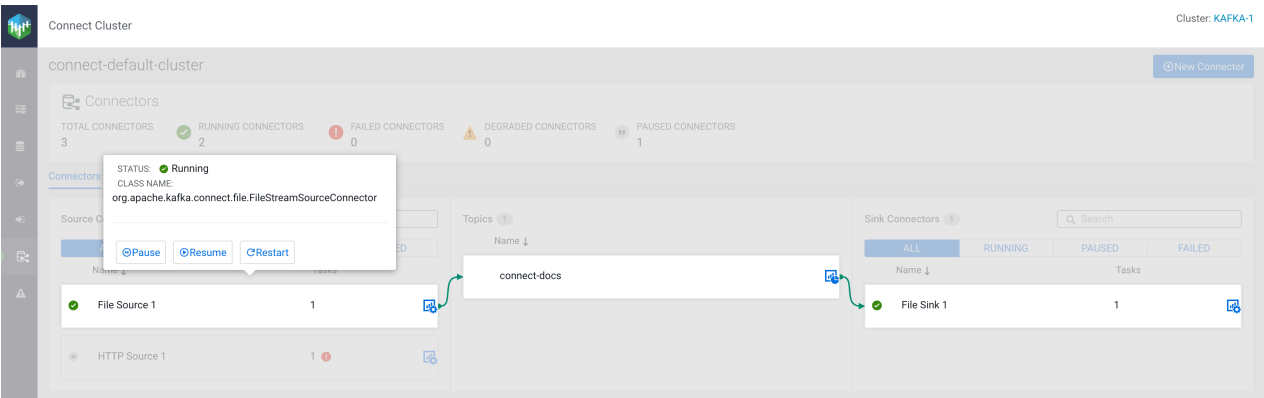 Connect Cluster
Cluster: KAFKA-1
connect-default-cluster
New Connector
Connectors
TOTAL CONNECTORS
3
RUNNING CONNECTORS
2
FAILED CONNECTORS
0
DEGRADED CONNECTORS
0
PAUSED CONNECTORS
1
Connectors
STATUS: Running
CLASS NAME:
org.apache.kafka.connect.file.FileStreamSourceConnector
Pause
Resume
Restart
Source
Name ↓
Tasks
File Source 1
1
HTTP Source 1
1
Topics 1
Name ↓
connect-docs
Sink Connectors 1
Search
ALL
RUNNING
PAUSED
FAILED
Name ↓
Tasks
File Sink 1
1